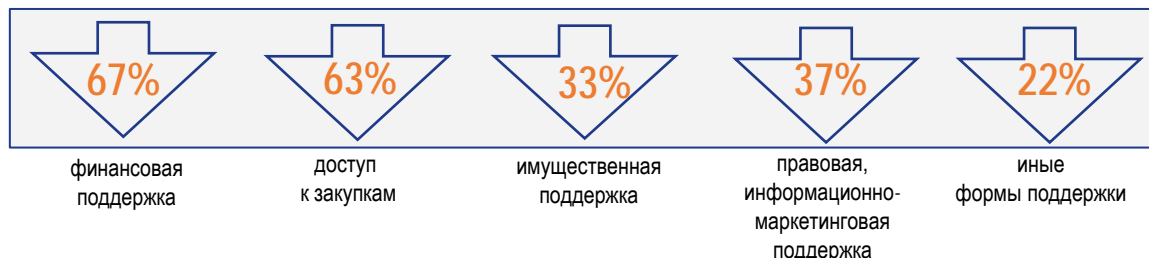 67%
63%
33%
37%
22%
финансовая
поддержка
доступ
к закупкам
имущественная
поддержка
правовая,
информационно-
маркетинговая
поддержка
иные
формы поддержки